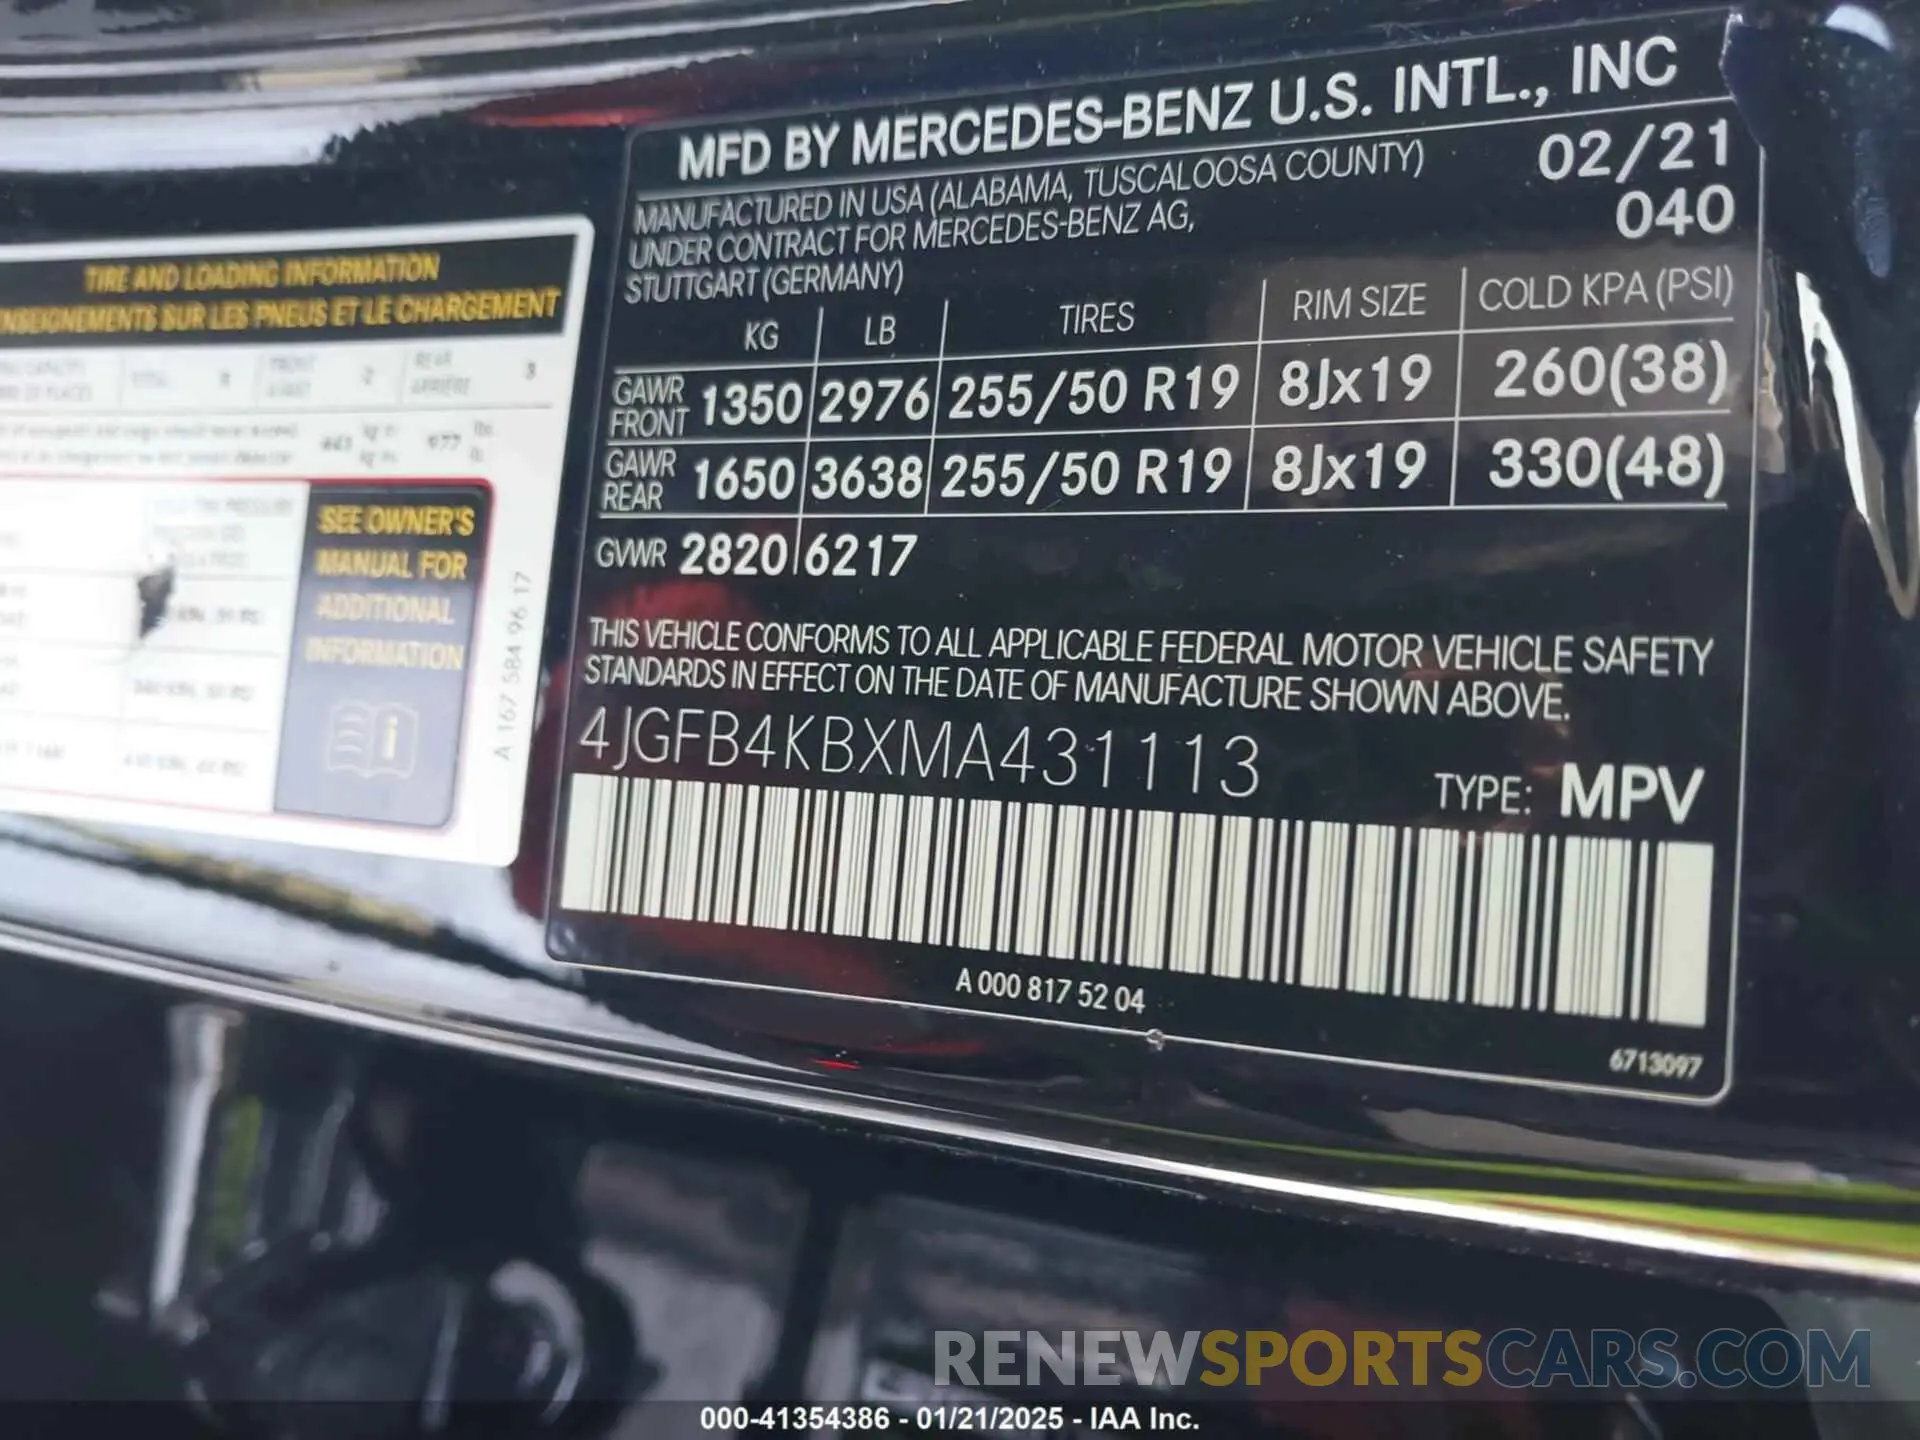 MFD BY MERCEDES-BENZ U.S. INTL., INC
MANUFACTURED IN USA (ALABAMA, TUSCALOOSA COUNTY)
UNDER CONTRACT FOR MERCEDES-BENZ AG,
STUTTGART (GERMANY)
02/21
040
KG LB TIRES RIM SIZE COLD KPA (PSI)
GAWR FRONT 1350 2976 255/50 R19 8Jx19 260(38)
GAWR REAR 1650 3638 255/50 R19 8Jx19 330(48)
GVWR 2820 6217
THIS VEHICLE CONFORMS TO ALL APPLICABLE FEDERAL MOTOR VEHICLE SAFETY
STANDARDS IN EFFECT ON THE DATE OF MANUFACTURE SHOWN ABOVE.
4JGFB4KBXMA431113
TYPE: MPV
A 000 817 52 04
6713097
TIRE AND LOADING INFORMATION
ENSEIGNEMENTS SUR LES PNEUS ET LE CHARGEMENT
SEE OWNER'S
MANUAL FOR
ADDITIONAL
INFORMATION
A 167 584 96 17
RENEWSPORTSCARS.COM
000-41354386 - 01/21/2025 - IAA Inc.